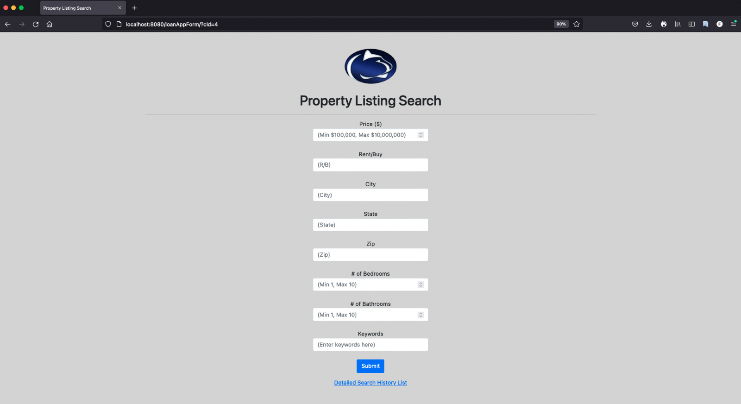 Property Listing Search
localhost:8080/loanAppForm/?cId=4
90%
Property Listing Search
Price ($)
(Min $100,000, Max $10,000,000)
Rent/Buy
(R/B)
City
(City)
State
(State)
Zip
(Zip)
# of Bedrooms
(Min 1, Max 10)
# of Bathrooms
(Min 1, Max 10)
Keywords
(Enter keywords here)
Submit
Detailed Search History List